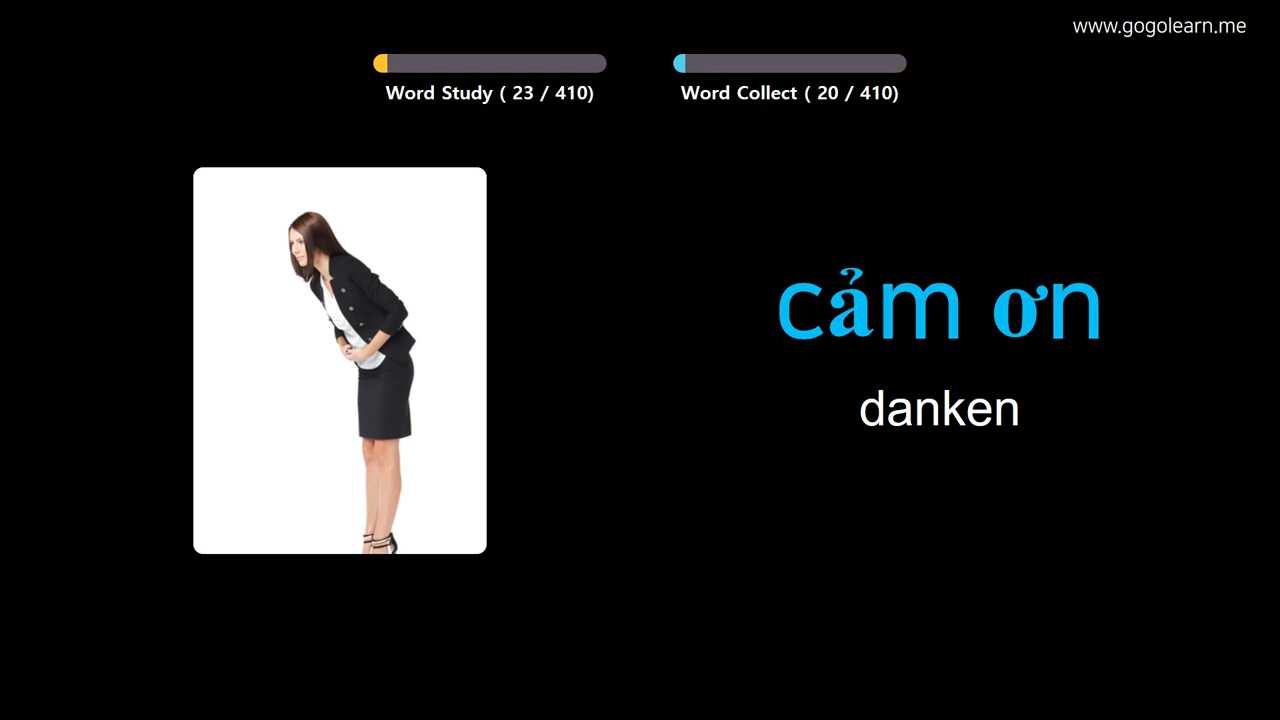 www.gogolearn.me
Word Study ( 23 / 410)
Word Collect ( 20 / 410)
cảm ơn
danken